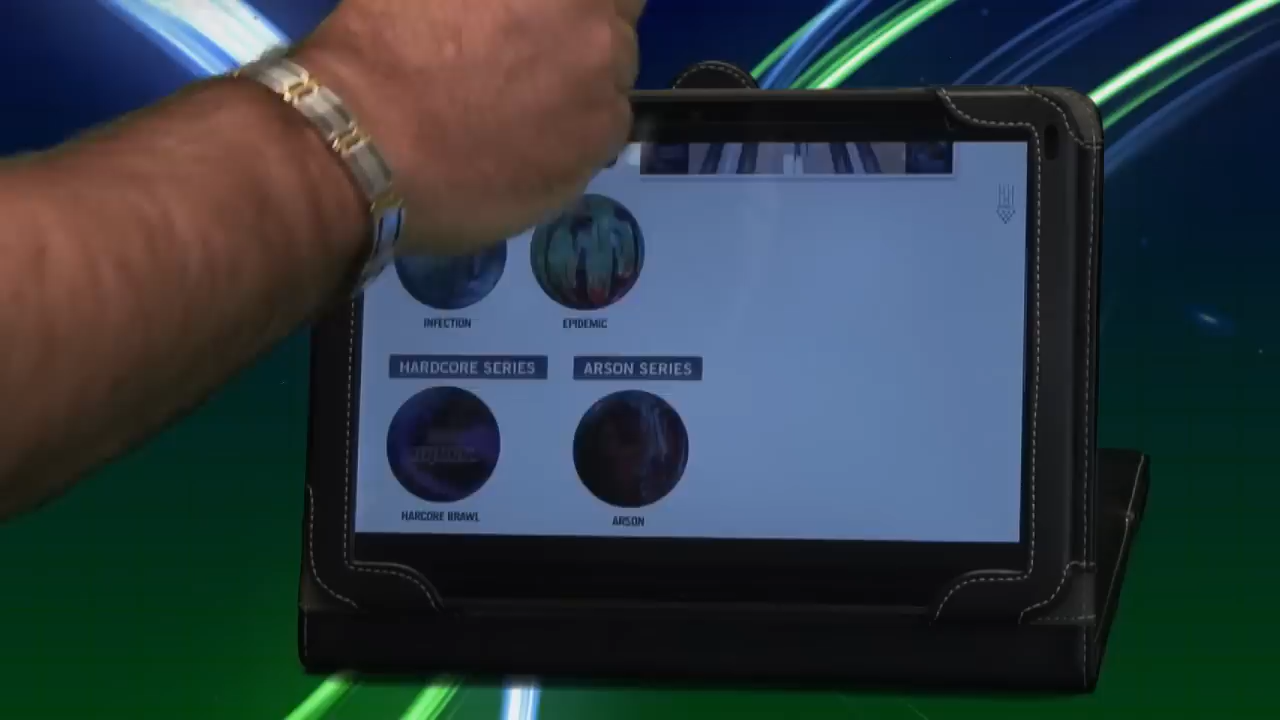 INFECTION
EPIDEMIC
HARDCORE SERIES
ARSON SERIES
HARCORE BRAWL
ARSON